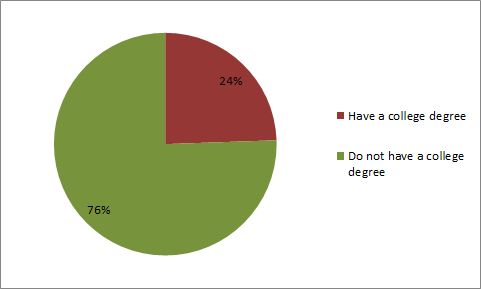 24%
Have a college degree
Do not have a college
degree
76%